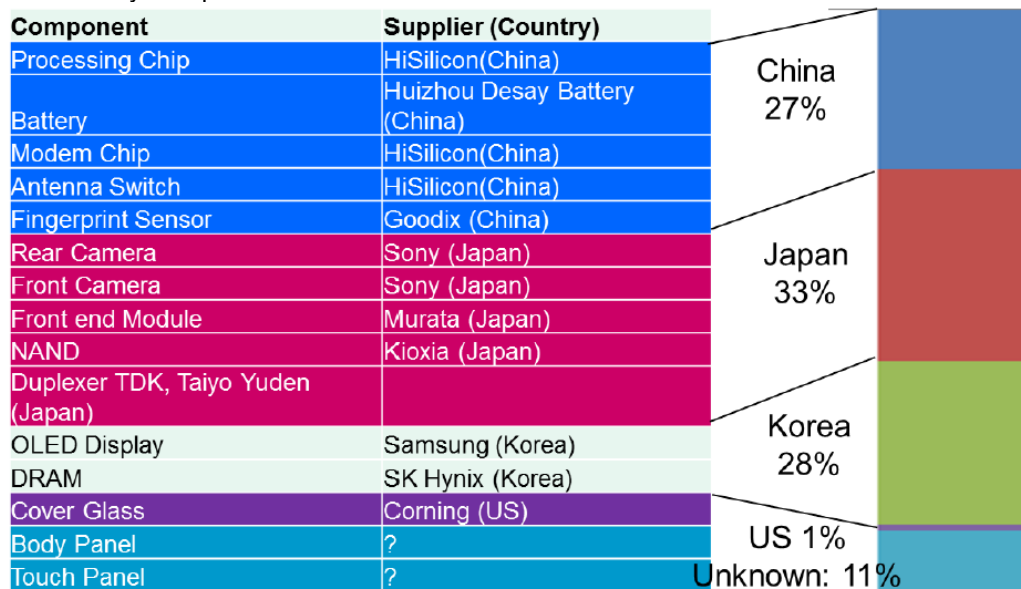 Component Supplier (Country)
Processing Chip HiSilicon(China)
Huizhou Desay Battery
Battery (China)
Modem Chip HiSilicon(China)
Antenna Switch HiSilicon(China)
Fingerprint Sensor Goodix (China)
Rear Camera Sony (Japan)
Front Camera Sony (Japan)
Front end Module Murata (Japan)
NAND Kioxia (Japan)
Duplexer TDK, Taiyo Yuden
(Japan)
OLED Display Samsung (Korea)
DRAM SK Hynix (Korea)
Cover Glass Corning (US)
Body Panel ?
Touch Panel ?
China
27%
Japan
33%
Korea
28%
US 1%
Unknown: 11%